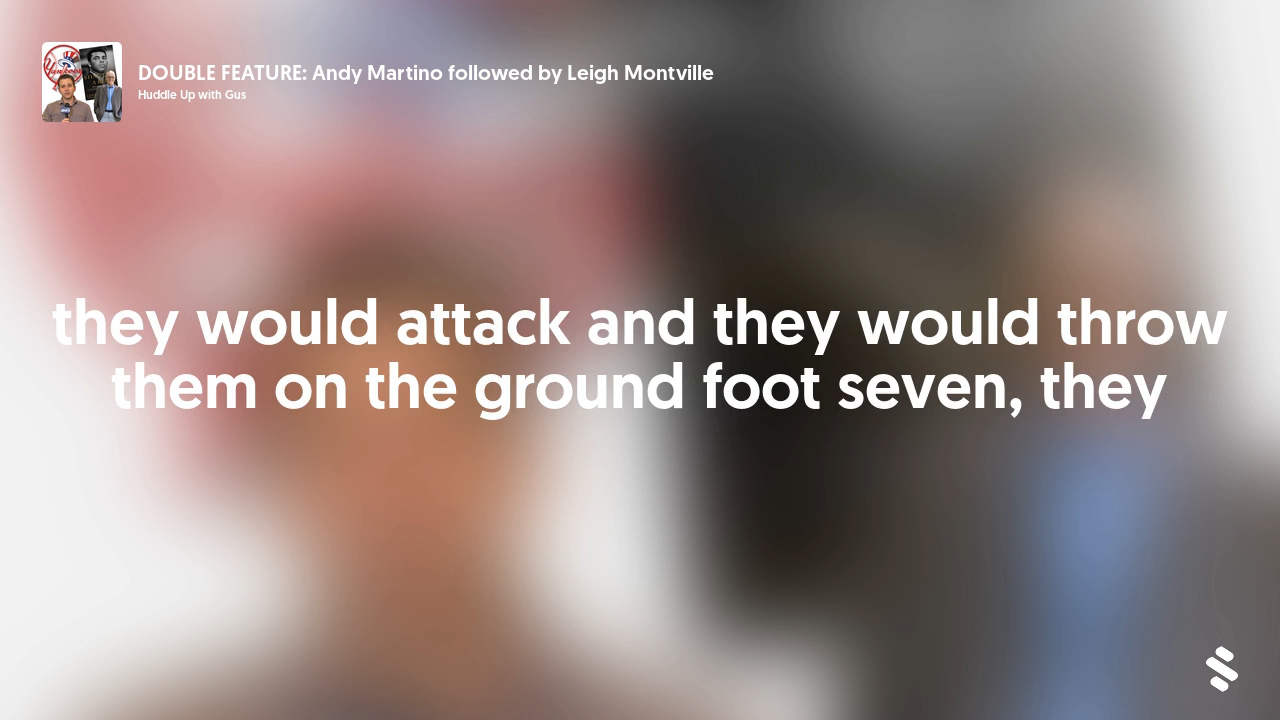 DOUBLE FEATURE: Andy Martino followed by Leigh Montville
Huddle Up with Gus
they would attack and they would throw
them on the ground foot seven, they